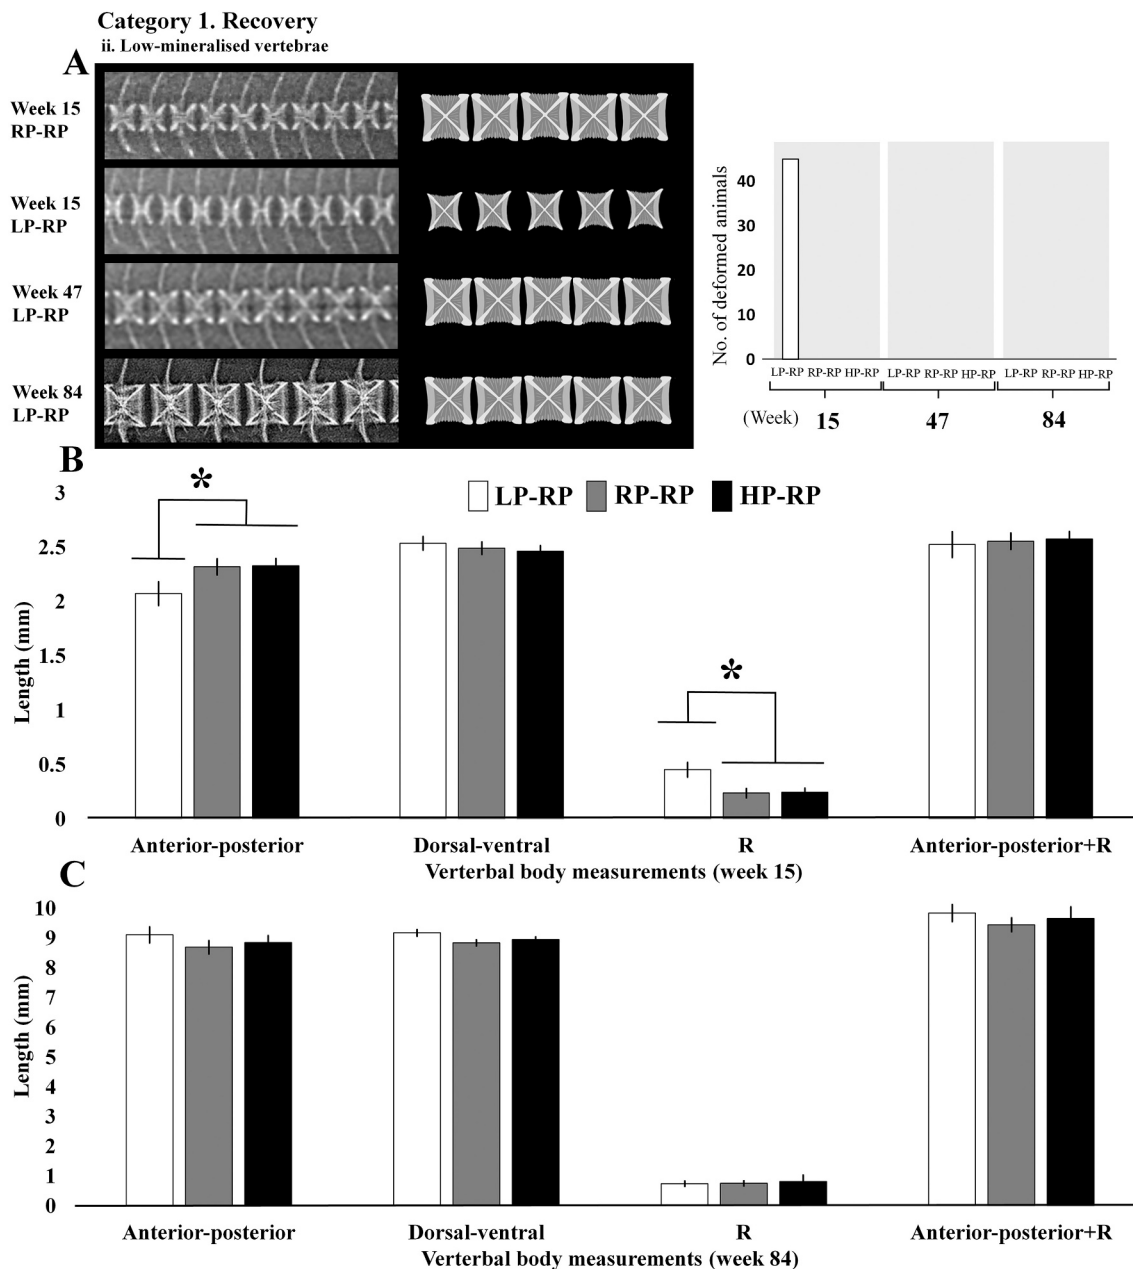 Category 1. Recovery
ii. Low-mineralised vertebrae
A
Week 15
RP-RP
Week 15
LP-RP
Week 47
LP-RP
Week 84
LP-RP
No. of deformed animals
40
30
20
10
0
LP-RP RP-RP HP-RP LP-RP RP-RP HP-RP LP-RP RP-RP HP-RP
(Week) 15 47 84
B
LP-RP RP-RP HP-RP
* *
Length (mm)
3
2.5
2
1.5
1
0.5
0
Anterior-posterior Dorsal-ventral R Anterior-posterior+R
Verterbal body measurements (week 15)
C
Length (mm)
10
9
8
7
6
5
4
3
2
1
0
Anterior-posterior Dorsal-ventral R Anterior-posterior+R
Verterbal body measurements (week 84)